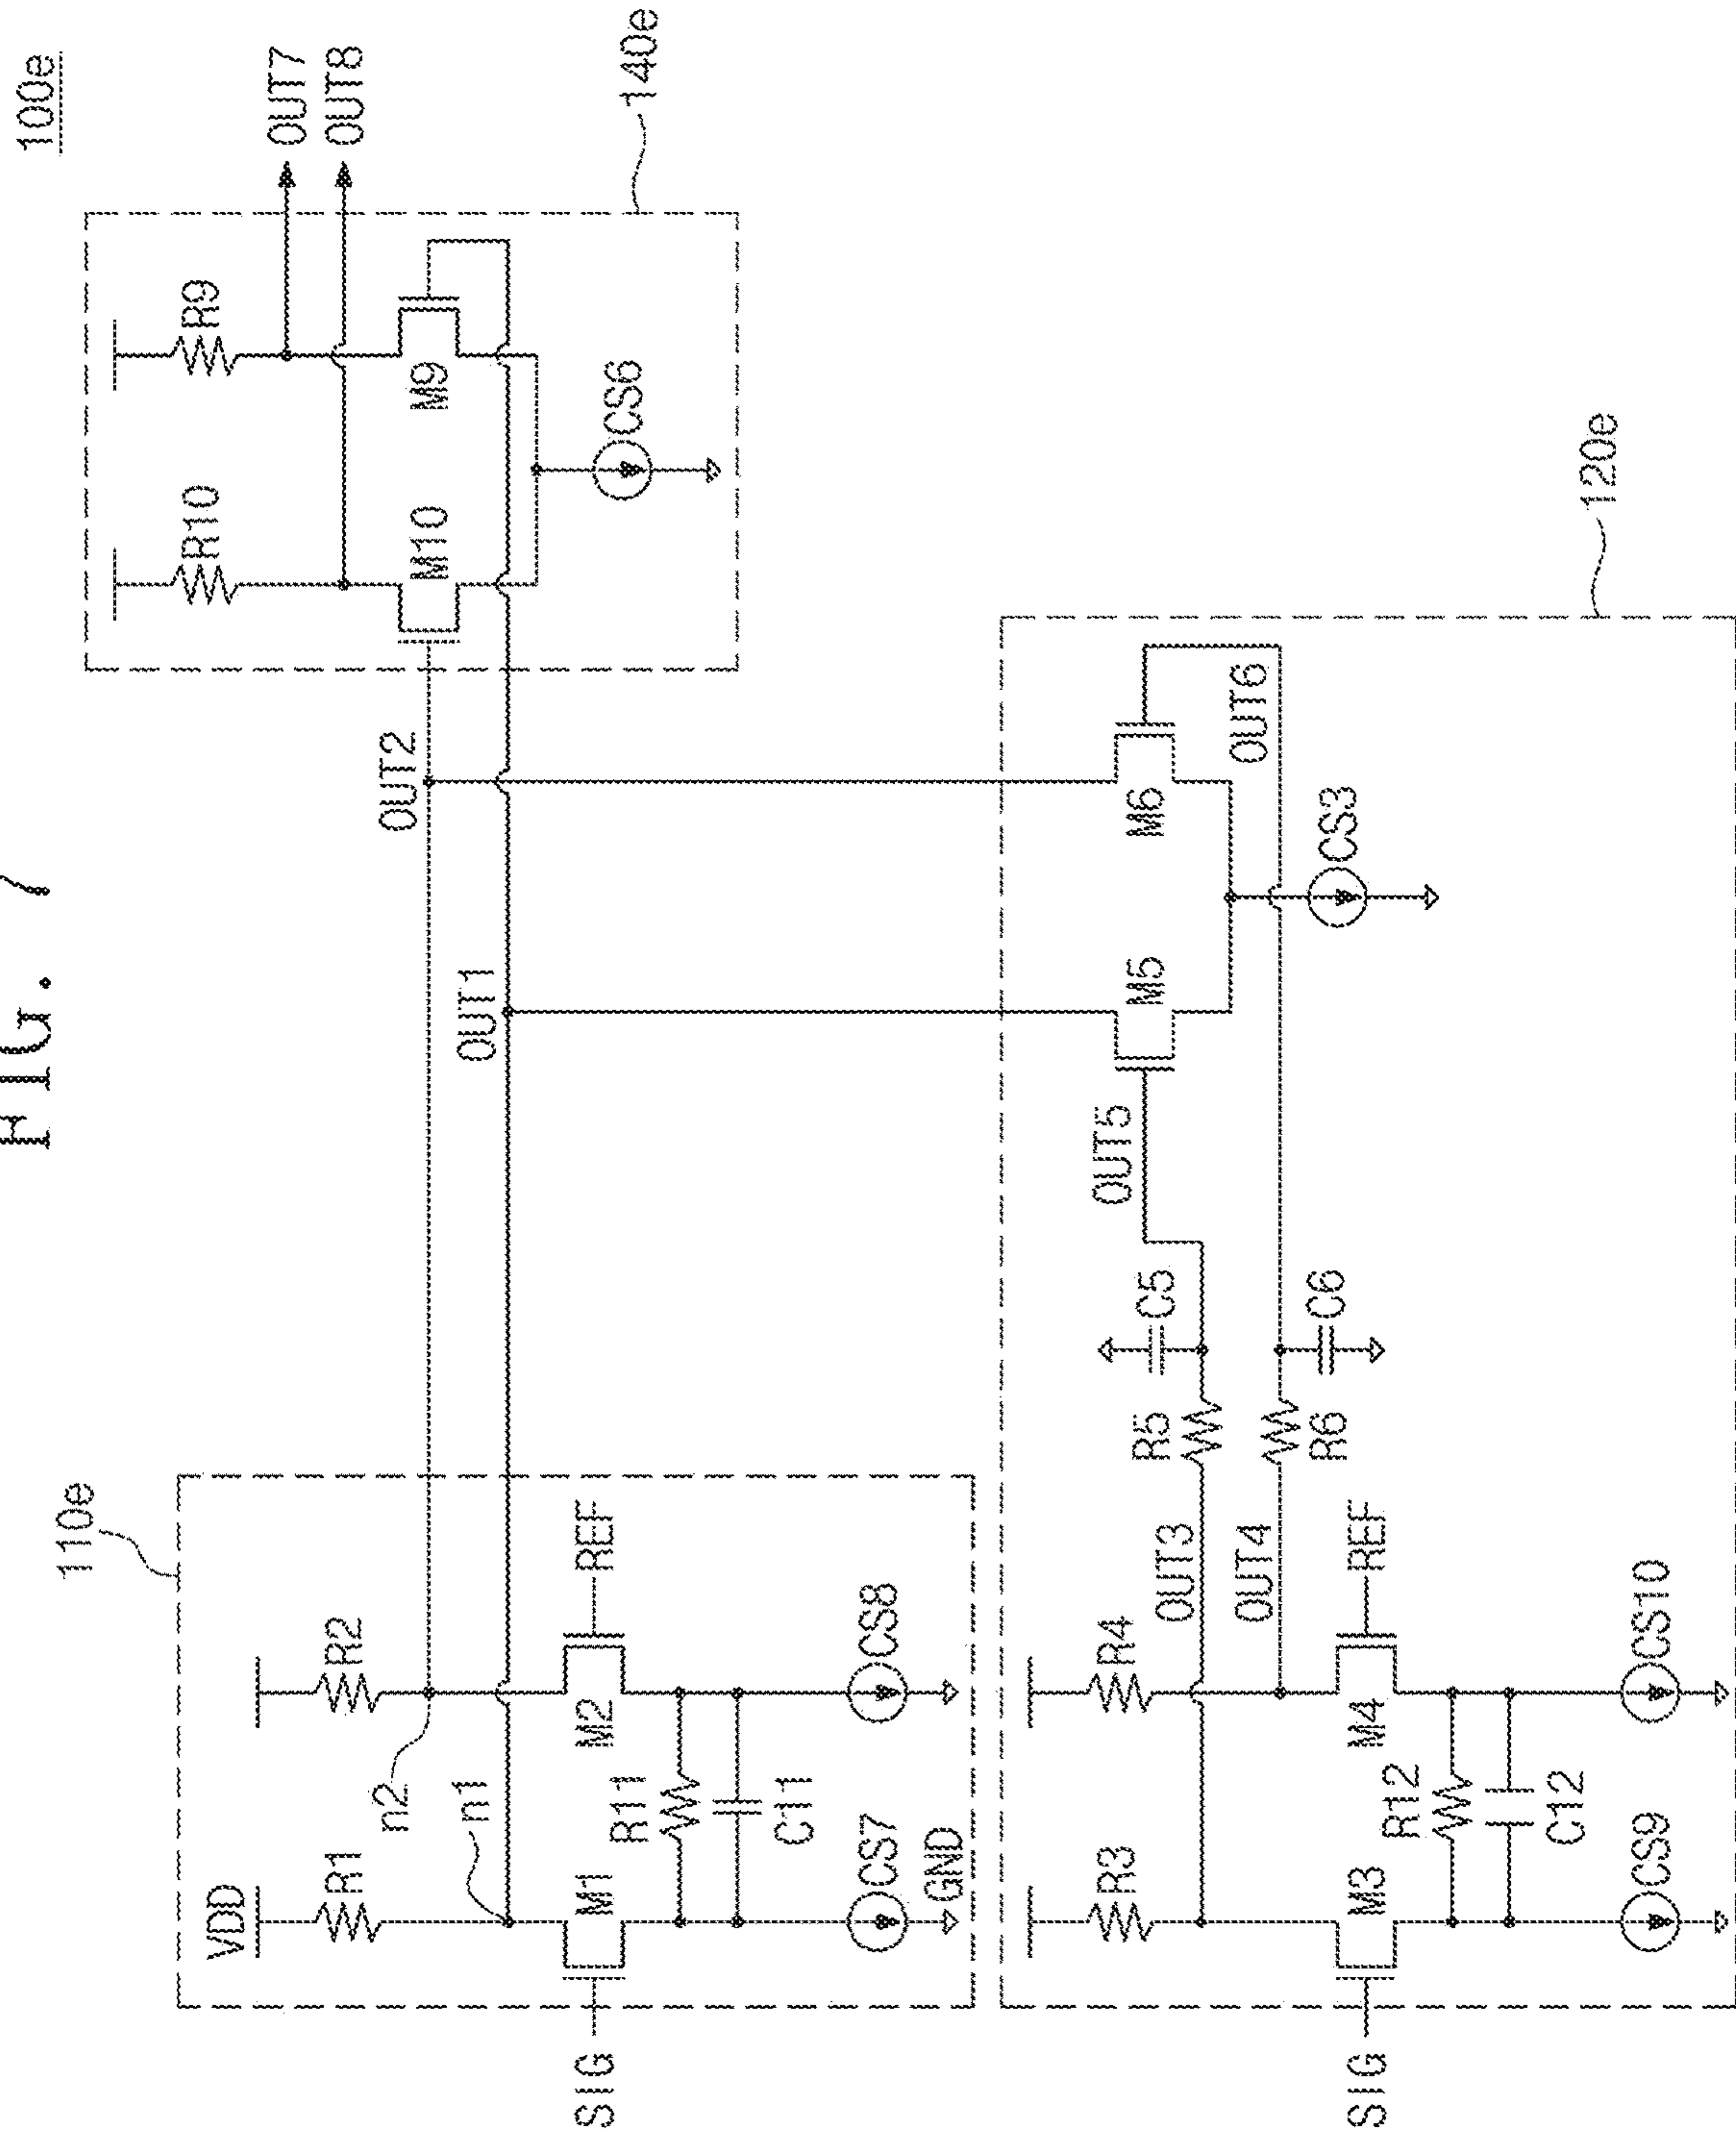 FIG. 7
100e
110e
VDD
R1
R2
n2
n1
SIG
M1
M2
REF
R11
C11
CS7
CS8
GND
OUT2
OUT1
R10
R9
OUT7
OUT8
M10
M9
CS6
140e
SIG
R3
R4
OUT3
OUT4
M3
M4
REF
R12
C12
CS9
CS10
R5
C5
R6
C6
OUT5
M5
M6
OUT6
CS3
120e